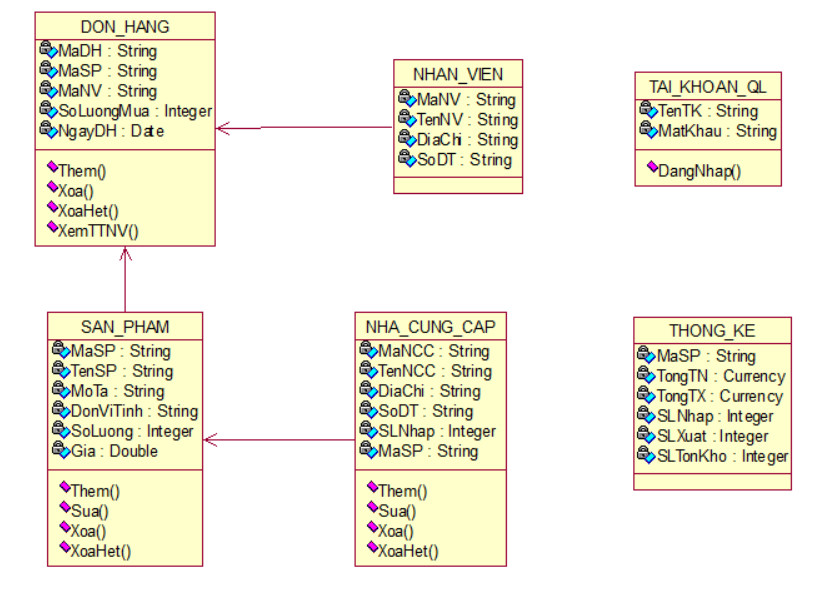 DON_HANG
MaDH : String
MaSP : String
MaNV : String
SoLuongMua : Integer
NgayDH : Date
Them()
Xoa()
XoaHet()
XemTTNV()
NHAN_VIEN
MaNV : String
TenNV : String
DiaChi : String
SoDT : String
TAI_KHOAN_QL
TenTK : String
MatKhau : String
DangNhap()
SAN_PHAM
MaSP : String
TenSP : String
MoTa : String
DonViTinh : String
SoLuong : Integer
Gia : Double
Them()
Sua()
Xoa()
XoaHet()
NHA_CUNG_CAP
MaNCC : String
TenNCC : String
DiaChi : String
SoDT : String
SLNhap : Integer
MaSP : String
Them()
Sua()
Xoa()
XoaHet()
THONG_KE
MaSP : String
TongTN : Currency
TongTX : Currency
SLNhap : Integer
SLXuat : Integer
SLTonKho : Integer